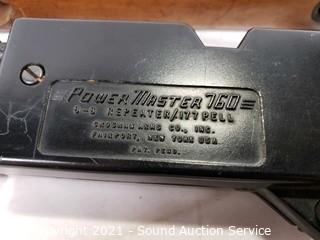 POWER MASTER 760
B-B REPEATER/177 PELL
CROSMAN ARMS CO., INC.
FAIRPORT, NEW YORK USA
PAT. PEND.
Copyright 2021 - Sound Auction Service